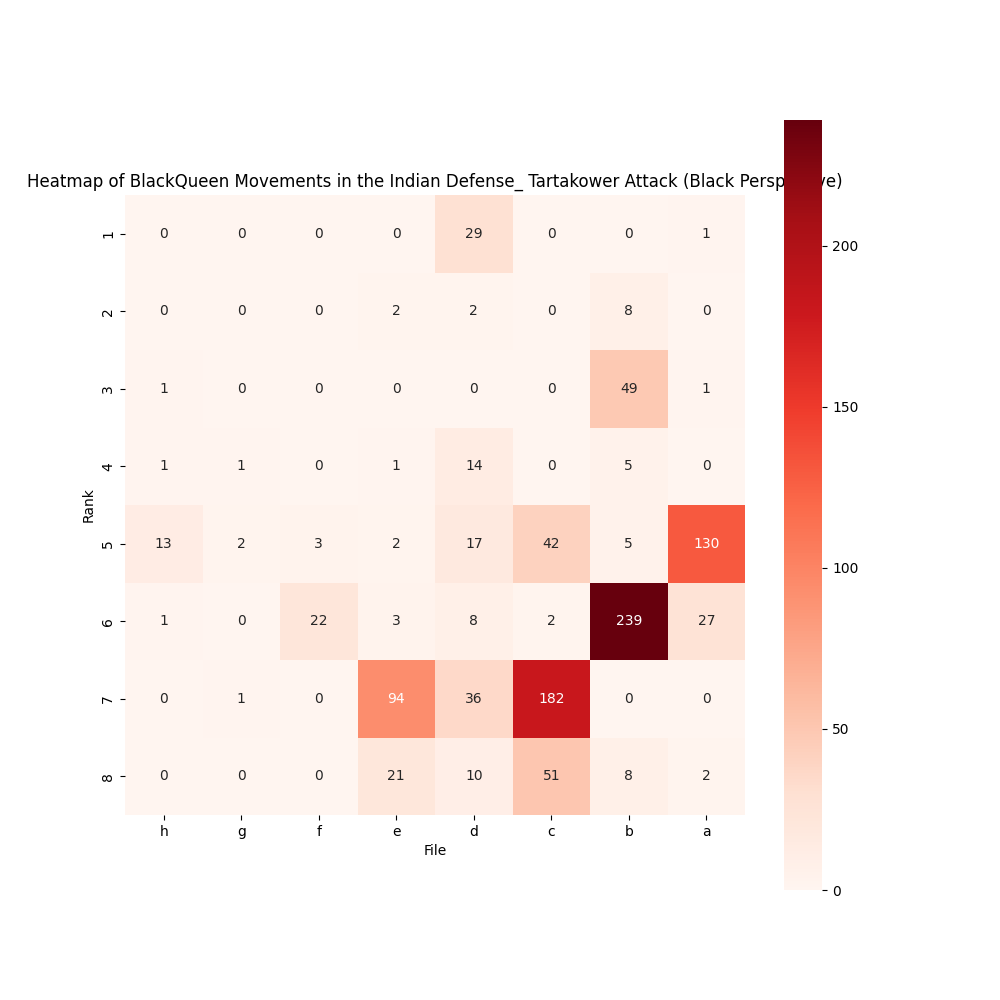 Heatmap of BlackQueen Movements in the Indian Defense_ Tartakower Attack (Black Persp ve)
1 0 0 0 0 29 0 0 1
2 0 0 0 2 2 0 8 0
3 1 0 0 0 0 0 49 1
4 1 1 0 1 14 0 5 0
5 13 2 3 2 17 42 5 130
6 1 0 22 3 8 2 239 27
7 0 1 0 94 36 182 0 0
8 0 0 0 21 10 51 8 2
h g f e d c b a
File
Rank
200
150
100
50
0